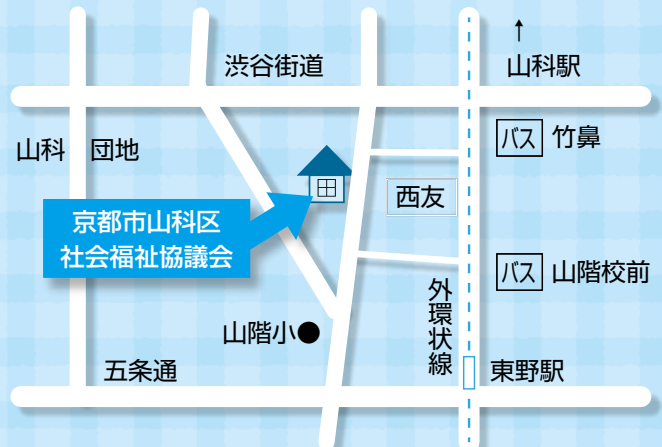 ↑
渋谷街道
山科駅
バス 竹鼻
山科 団地
西友
京都市山科区
社会福祉協議会
バス 山階校前
外環状線
山階小●
五条通
東野駅